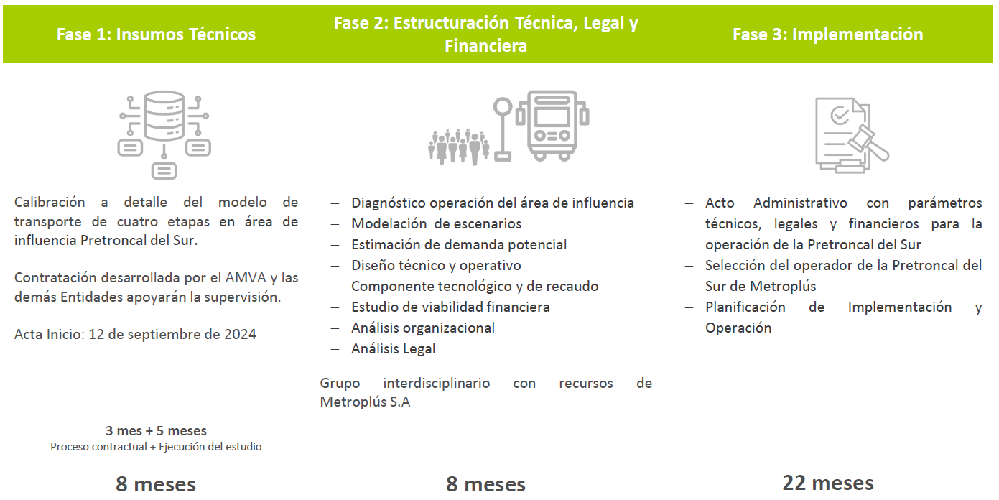 Fase 1: Insumos Técnicos
Calibración a detalle del modelo de
transporte de cuatro etapas en área de
influencia Pretroncal del Sur.
Contratación desarrollada por el AMVA y las
demás Entidades apoyarán la supervisión.
Acta Inicio: 12 de septiembre de 2024
3 mes + 5 meses
Proceso contractual + Ejecución del estudio
8 meses
Fase 2: Estructuración Técnica, Legal y
Financiera
– Diagnóstico operación del área de influencia
– Modelación de escenarios
– Estimación de demanda potencial
– Diseño técnico y operativo
– Componente tecnológico y de recaudo
– Estudio de viabilidad financiera
– Análisis organizacional
– Análisis Legal
Grupo interdisciplinario con recursos de
Metroplús S.A
8 meses
Fase 3: Implementación
– Acto Administrativo con parámetros
técnicos, legales y financieros para la
operación de la Pretroncal del Sur
– Selección del operador de la Pretroncal del
Sur de Metroplús
– Planificación de Implementación y
Operación
22 meses